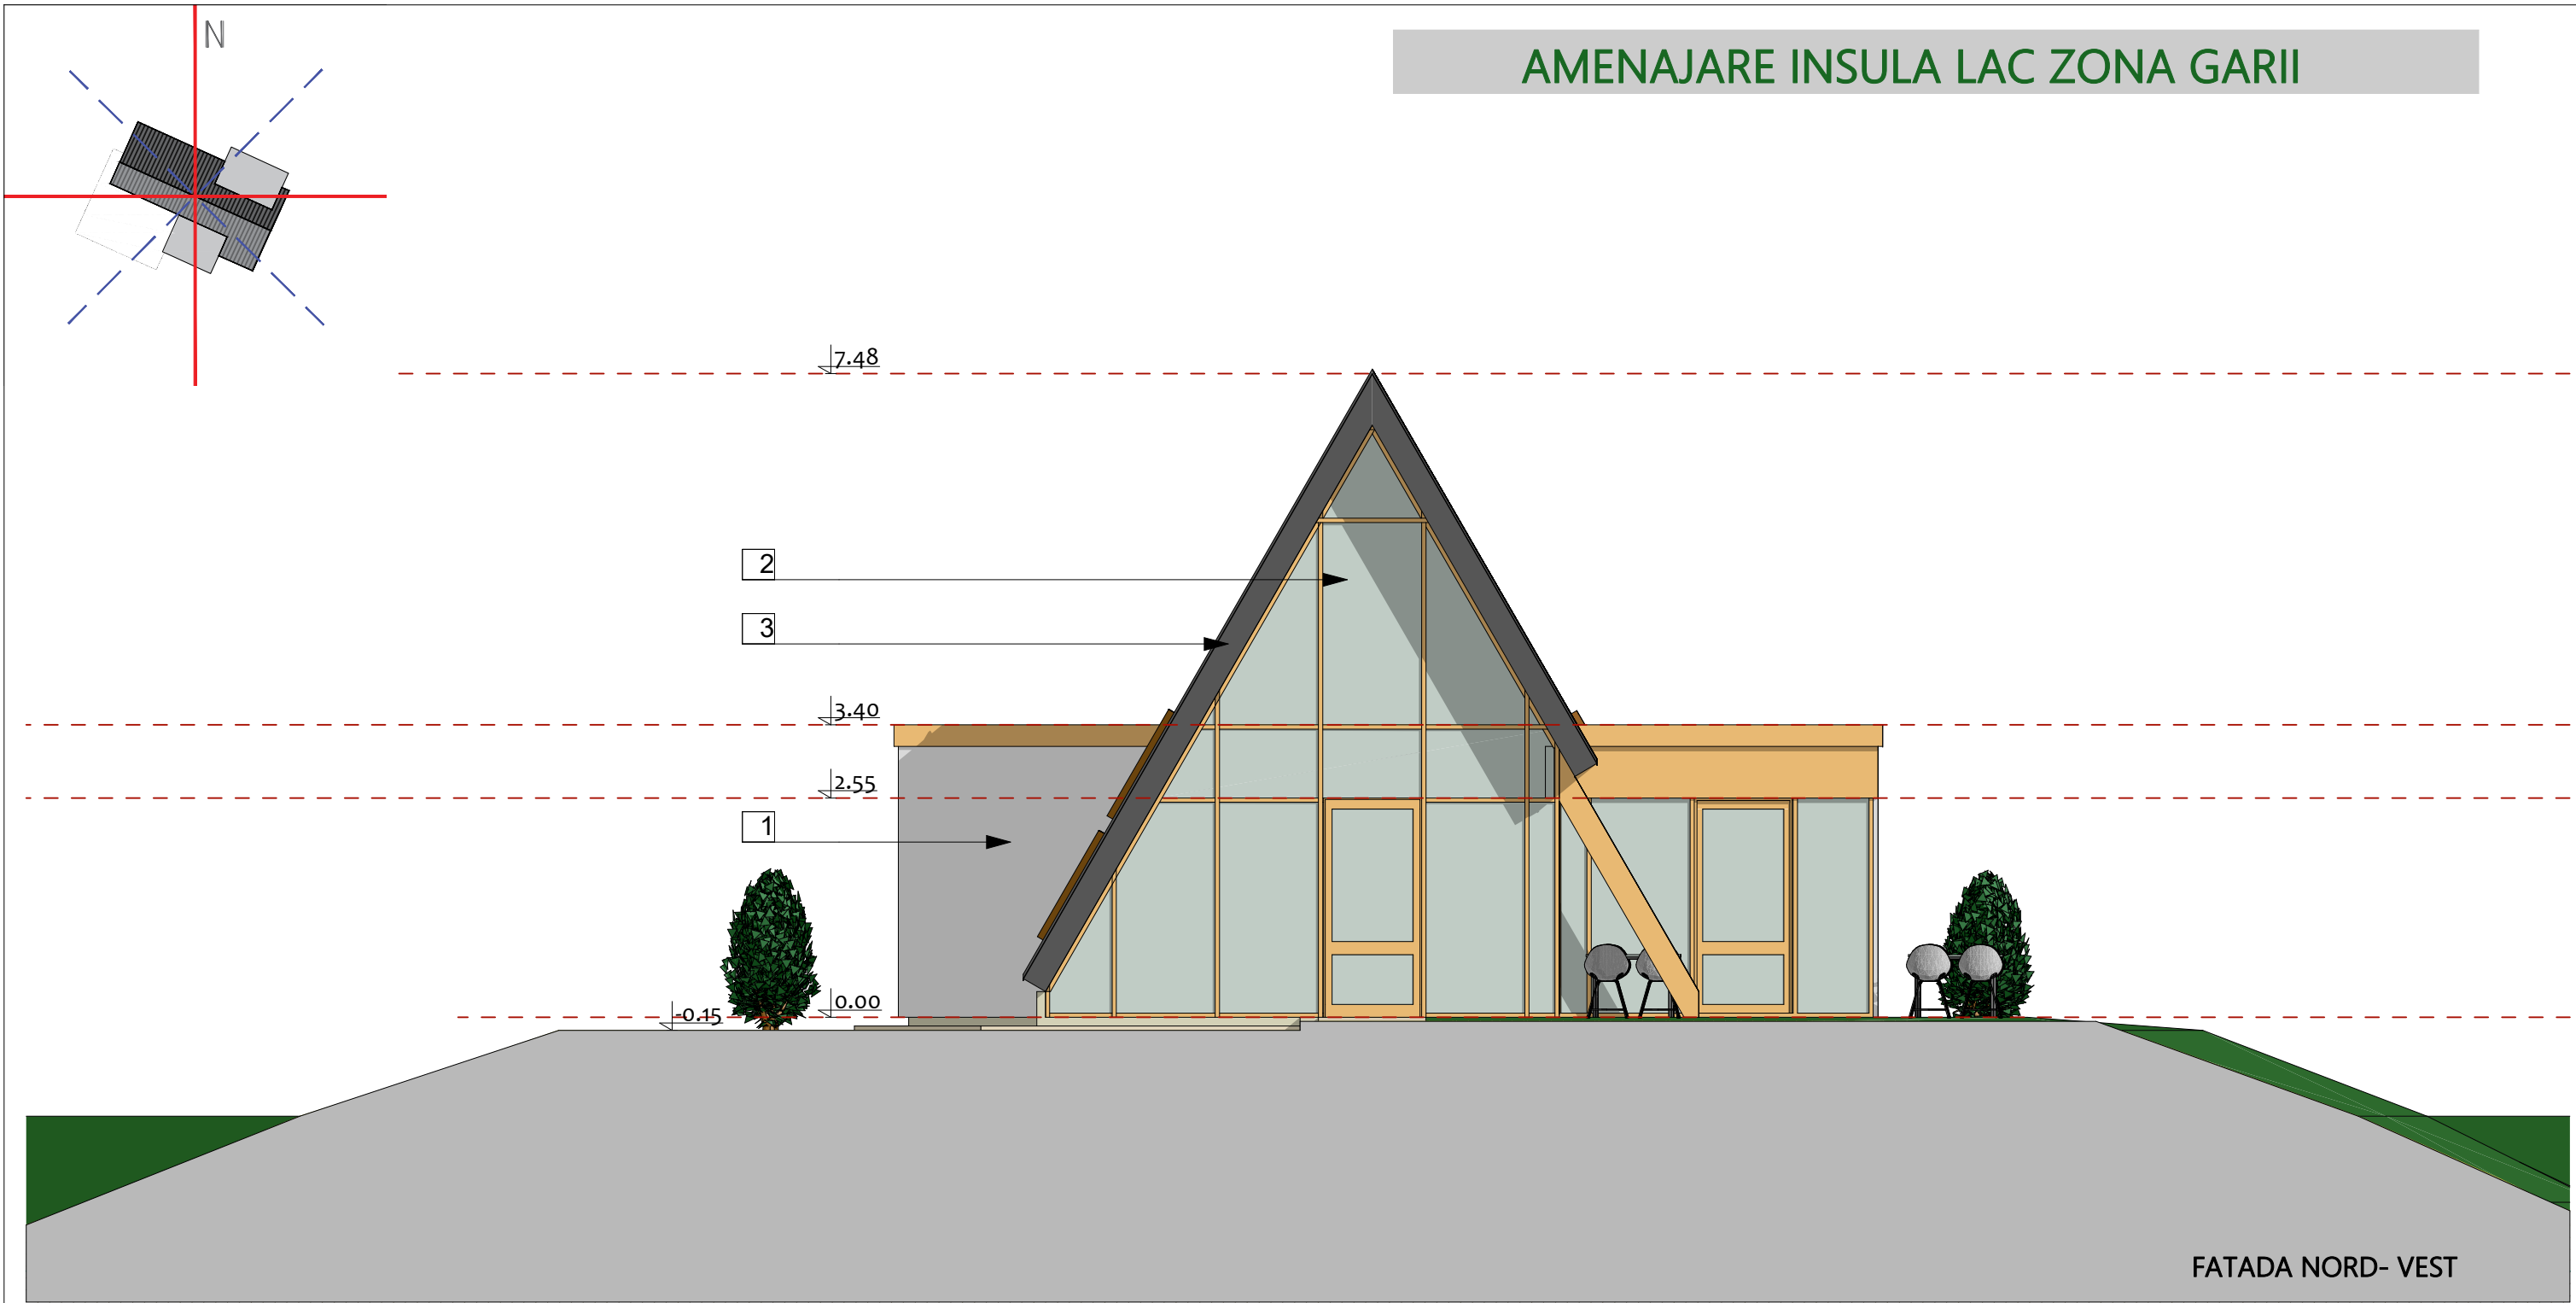 N
AMENAJARE INSULA LAC ZONA GARII
7.48
2
3
3.40
2.55
1
0.00
-0.15
FATADA NORD- VEST